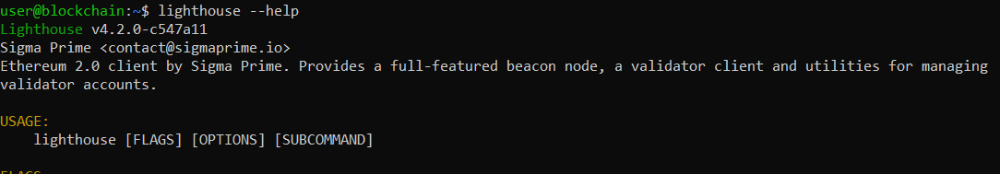 user@blockchain:~$ lighthouse --help
Lighthouse v4.2.0-c547a11
Sigma Prime <contact@sigmaprime.io>
Ethereum 2.0 client by Sigma Prime. Provides a full-featured beacon node, a validator client and utilities for managing
validator accounts.
USAGE:
lighthouse [FLAGS] [OPTIONS] [SUBCOMMAND]